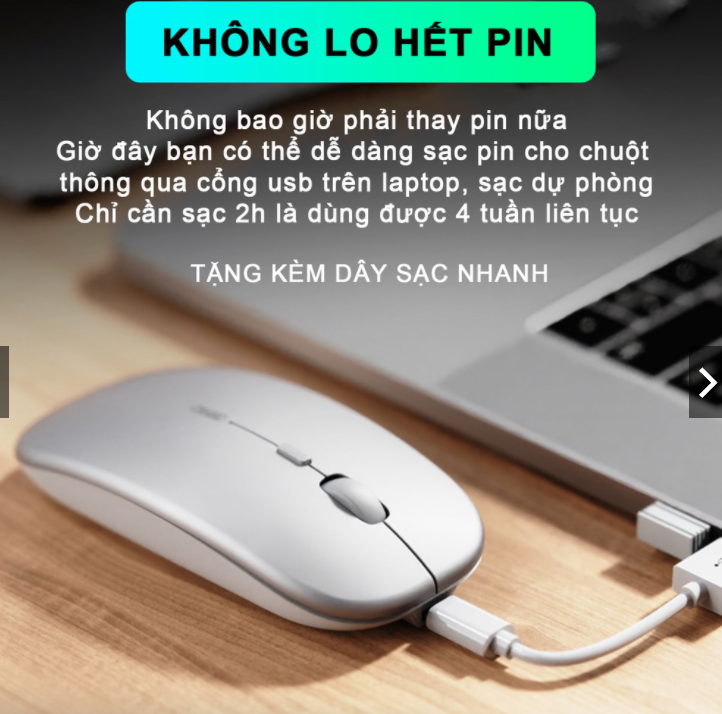 KHÔNG LO HẾT PIN
Không bao giờ phải thay pin nữa
Giờ đây bạn có thể dễ dàng sạc pin cho chuột
thông qua cổng usb trên laptop, sạc dự phòng
Chỉ cần sạc 2h là dùng được 4 tuần liên tục
TẶNG KÈM DÂY SẠC NHANH